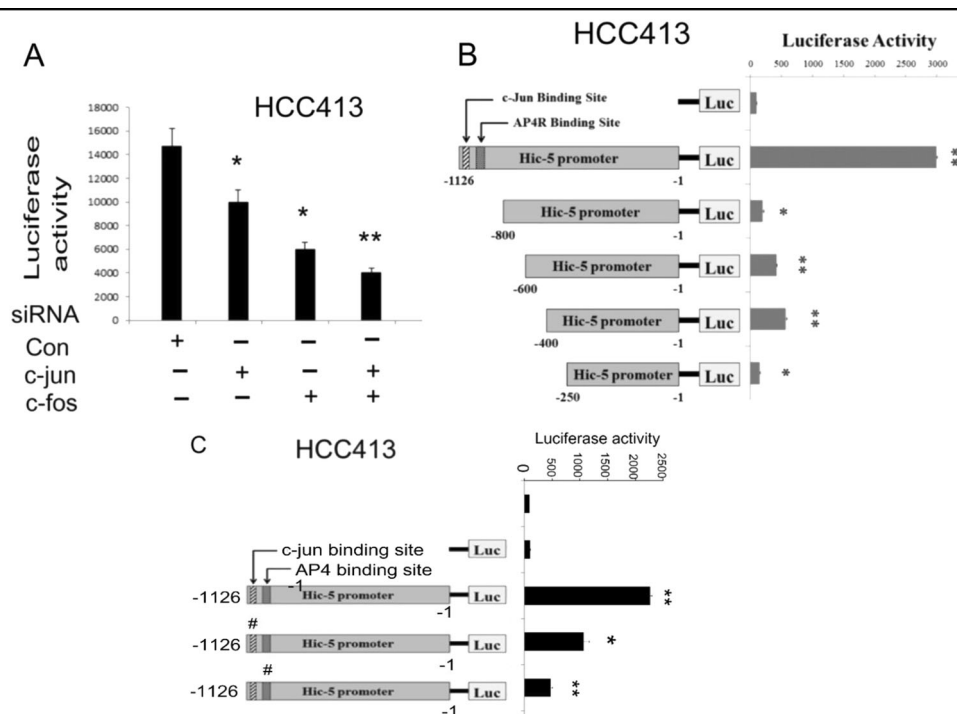 A
HCC413
Luciferase activity
18000
16000
14000
12000
10000
8000
6000
4000
2000
0
*
*
**
siRNA
Con + − − −
c-jun − + − +
c-fos − − + +
B
HCC413
Luciferase Activity
0 500 1000 1500 2000 2500 3000
c-Jun Binding Site
AP4R Binding Site
Luc
Hic-5 promoter Luc **
-1126 -1
Hic-5 promoter Luc *
-800 -1
Hic-5 promoter Luc **
-600 -1
Hic-5 promoter Luc **
-400 -1
Hic-5 promoter Luc *
-250 -1
C
HCC413
Luciferase activity
0 500 1000 1500 2000 2500
c-jun binding site
Luc
AP4 binding site
-1
-1126 Hic-5 promoter Luc **
-1
#
-1126 Hic-5 promoter Luc *
-1
#
-1126 Hic-5 promoter Luc **
-1